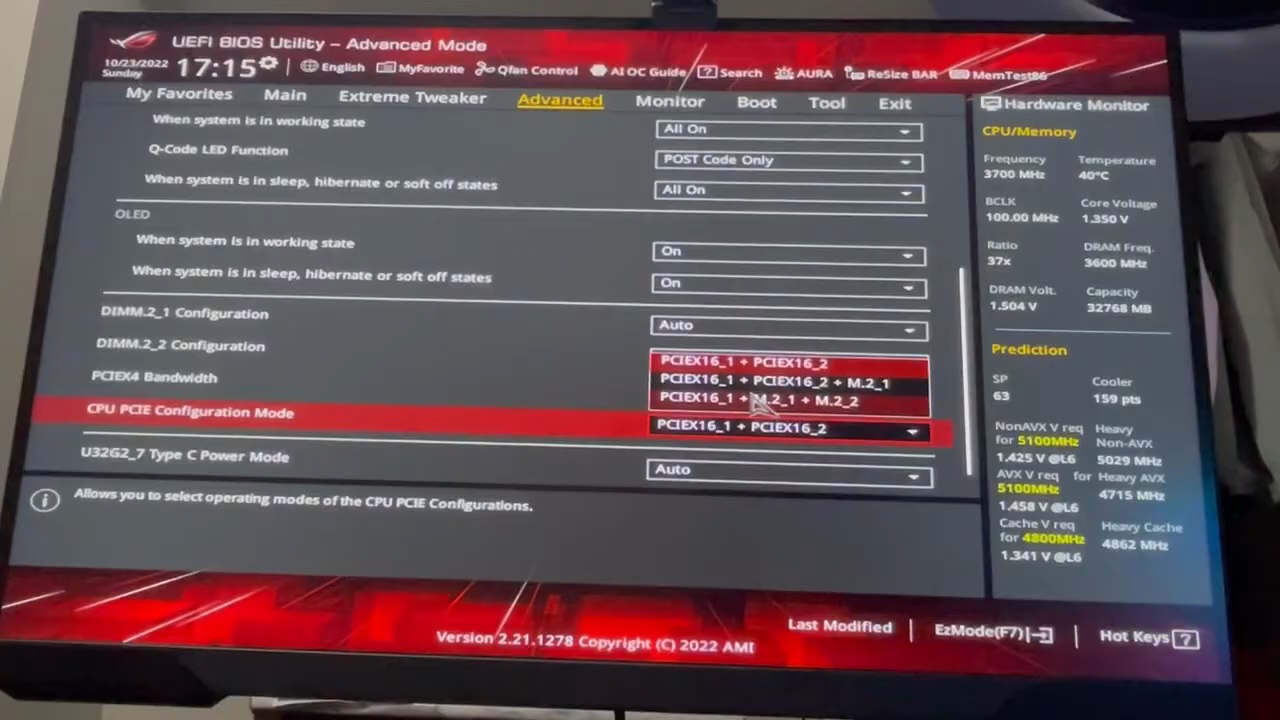 UEFI BIOS Utility – Advanced Mode
10/23/2022
Sunday
17:15
English
MyFavorite
Qfan Control
AI OC Guide
Search
AURA
ReSize BAR
MemTest86
My Favorites
Main
Extreme Tweaker
Advanced
Monitor
Boot
Tool
Exit
When system is in working state
All On
Q-Code LED Function
POST Code Only
When system is in sleep, hibernate or soft off states
All On
OLED
When system is in working state
On
When system is in sleep, hibernate or soft off states
On
DIMM.2_1 Configuration
Auto
DIMM.2_2 Configuration
PCIEX4 Bandwidth
PCIEX16_1 + PCIEX16_2
PCIEX16_1 + PCIEX16_2 + M.2_1
PCIEX16_1 + M.2_1 + M.2_2
CPU PCIE Configuration Mode
PCIEX16_1 + PCIEX16_2
U32G2_7 Type C Power Mode
Auto
Allows you to select operating modes of the CPU PCIE Configurations.
Hardware Monitor
CPU/Memory
Frequency
Temperature
3700 MHz
40°C
BCLK
Core Voltage
100.00 MHz
1.350 V
Ratio
DRAM Freq.
37x
3600 MHz
DRAM Volt.
Capacity
1.504 V
32768 MB
Prediction
SP
Cooler
63
159 pts
NonAVX V req
Heavy
for 5100MHz
Non-AVX
1.425 V @L6
5029 MHz
AVX V req for
Heavy AVX
5100MHz
4715 MHz
1.458 V @L6
Cache V req
Heavy Cache
for 4800MHz
4862 MHz
1.341 V @L6
Last Modified
EzMode(F7)
Hot Keys ?
Version 2.21.1278 Copyright (C) 2022 AMI